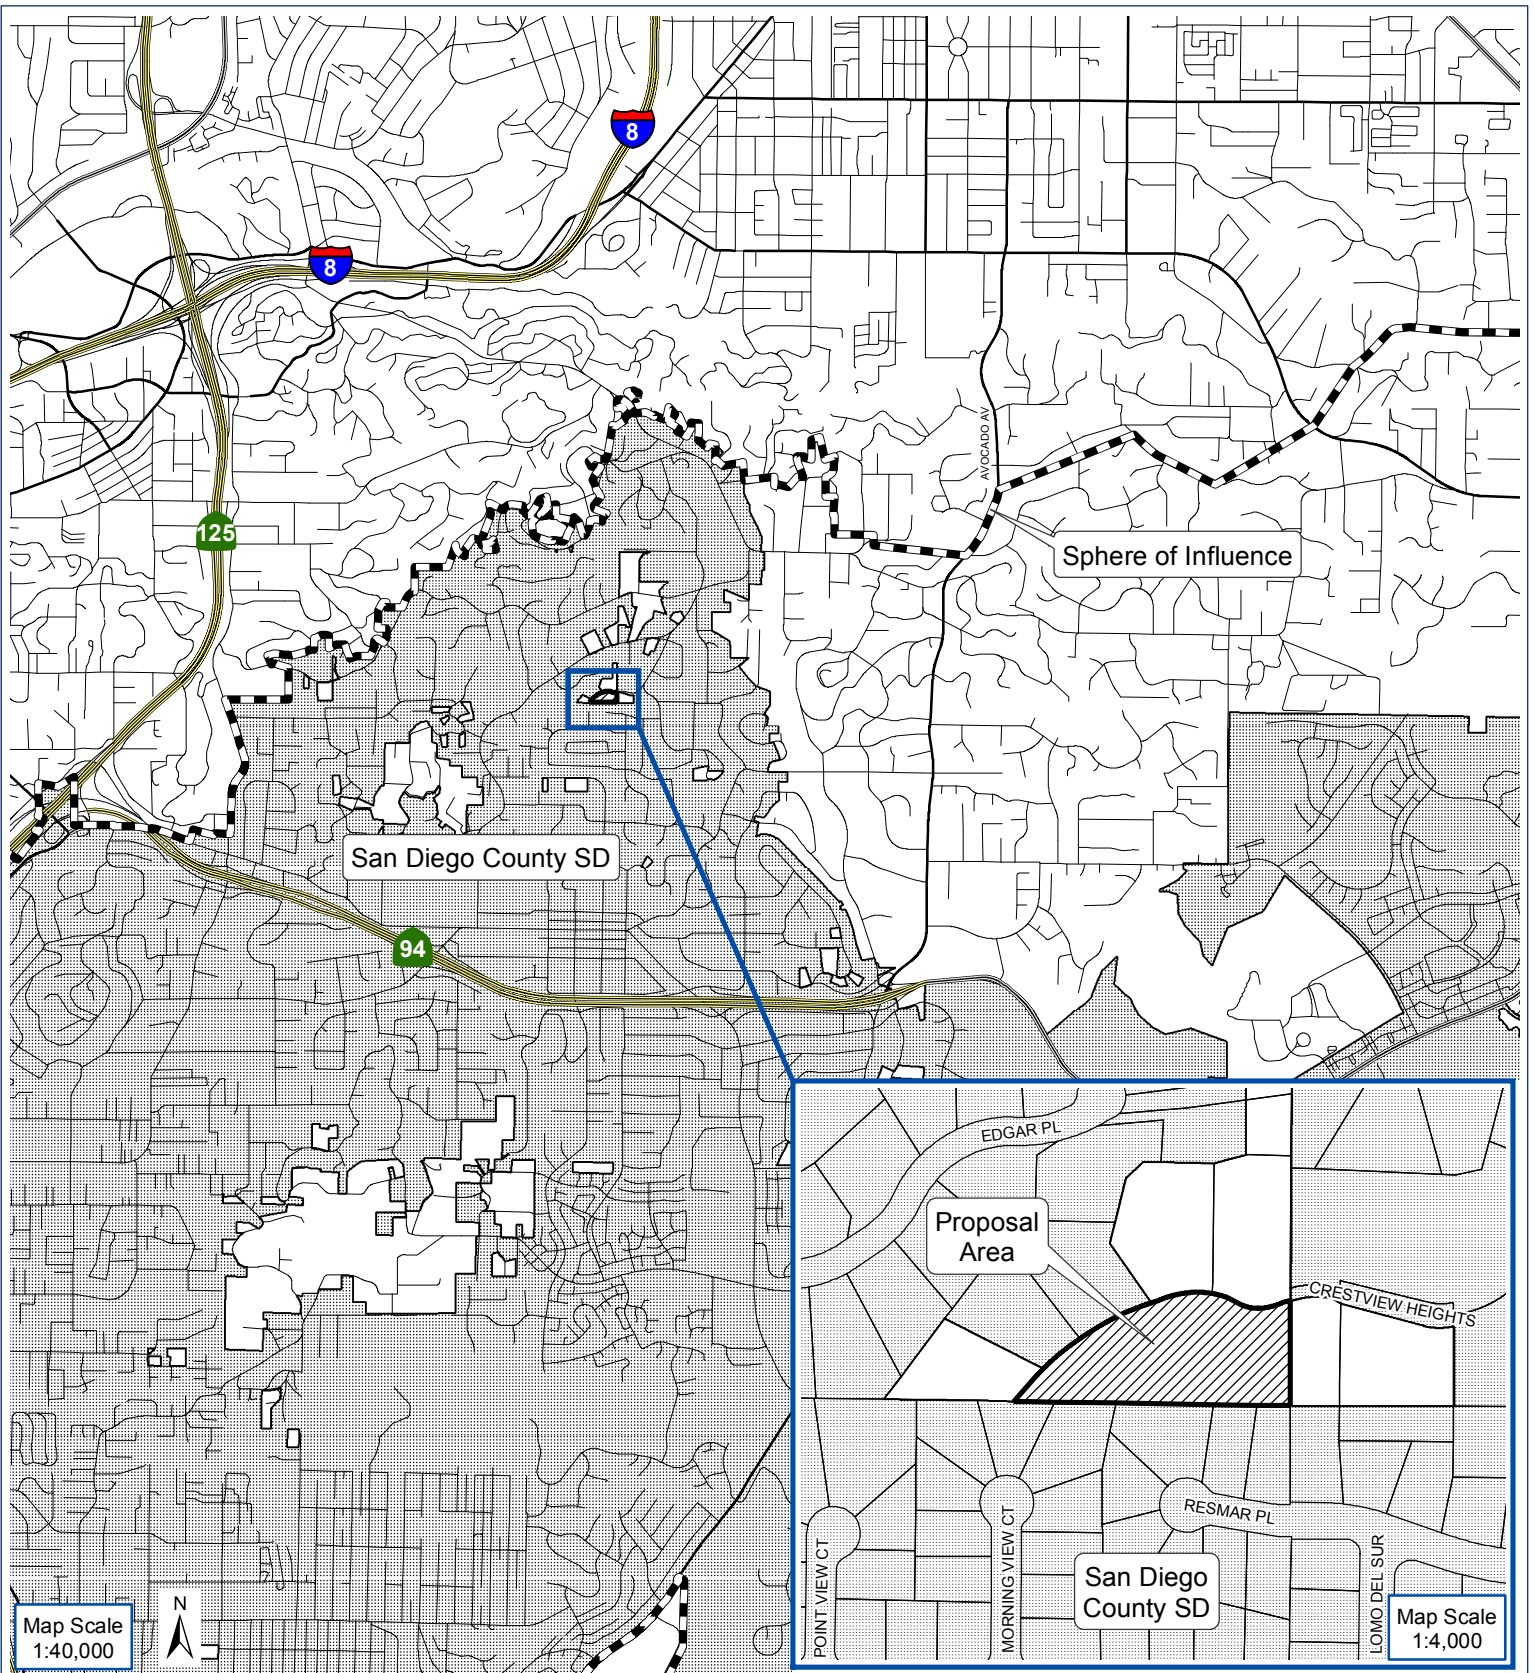 8
8
AVOCADO AV
125
Sphere of Influence
San Diego County SD
94
EDGAR PL
Proposal
Area
CRESTVIEW HEIGHTS
RESMAR PL
POINT VIEW CT
MORNING VIEW CT
LOMO DEL SUR
San Diego
County SD
Map Scale
1:4,000
N
Map Scale
1:40,000